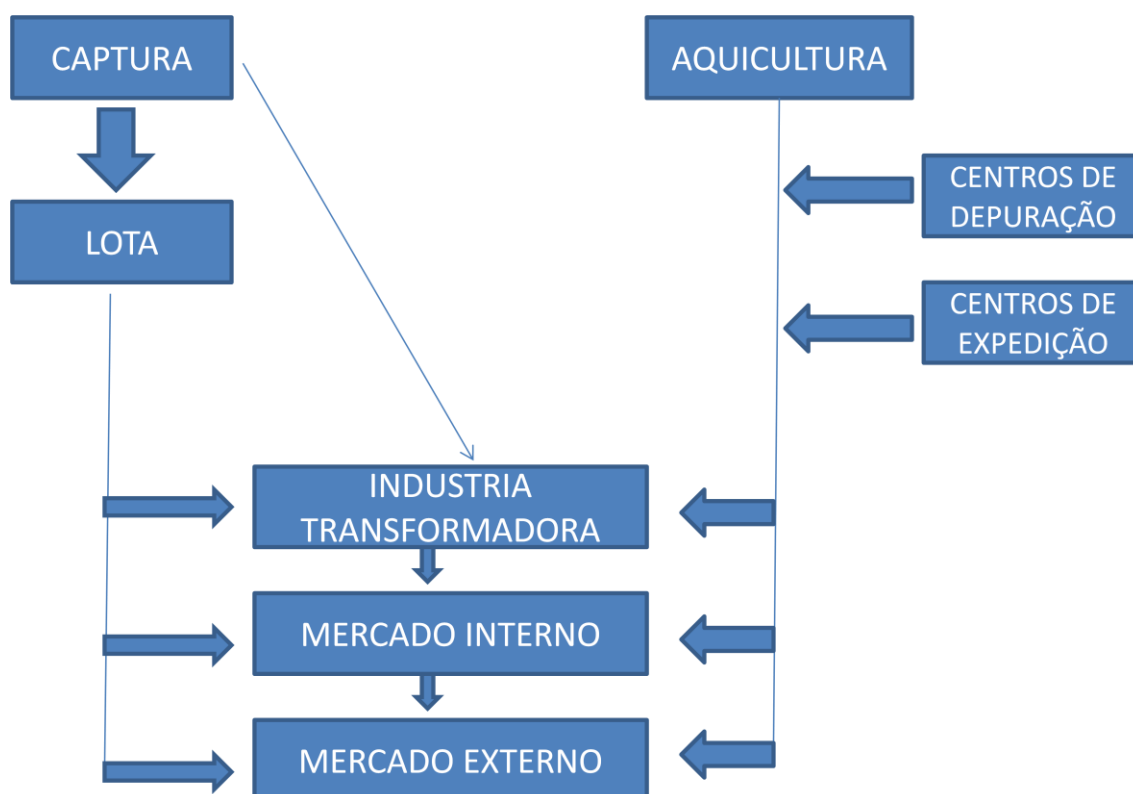 CAPTURA
AQUICULTURA
CENTROS DE
DEPURAÇÃO
LOTA
CENTROS DE
EXPEDIÇÃO
INDUSTRIA
TRANSFORMADORA
MERCADO INTERNO
MERCADO EXTERNO